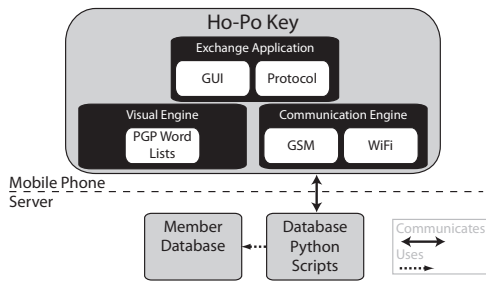 Ho-Po Key
Exchange Application
GUI Protocol
Visual Engine Communication Engine
PGP Word
Lists
GSM WiFi
Mobile Phone
Server
Member
Database
Database
Python
Scripts
Communicates
Uses